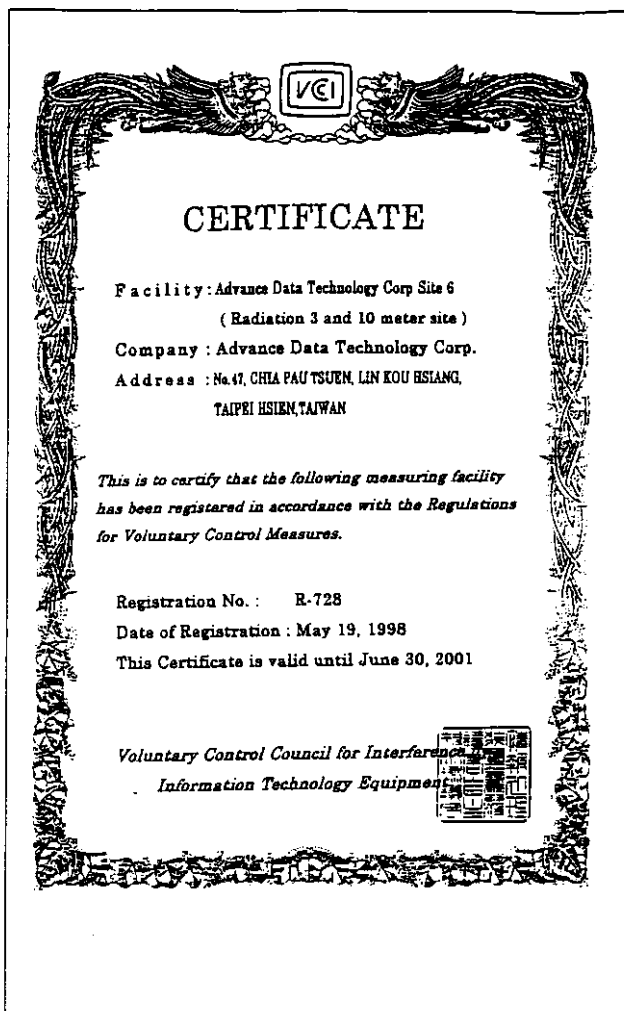 VCCI
CERTIFICATE
Facility : Advance Data Technology Corp Site 6
( Radiation 3 and 10 meter site )
Company : Advance Data Technology Corp.
Address : No.47, CHIA PAU TSUEN, LIN KOU HSIANG,
TAIPEI HSIEN,TAIWAN
This is to certify that the following measuring facility
has been registered in accordance with the Regulations
for Voluntary Control Measures.
Registration No. : R-728
Date of Registration : May 19, 1998
This Certificate is valid until June 30, 2001
Voluntary Control Council for Interference
Information Technology Equipment